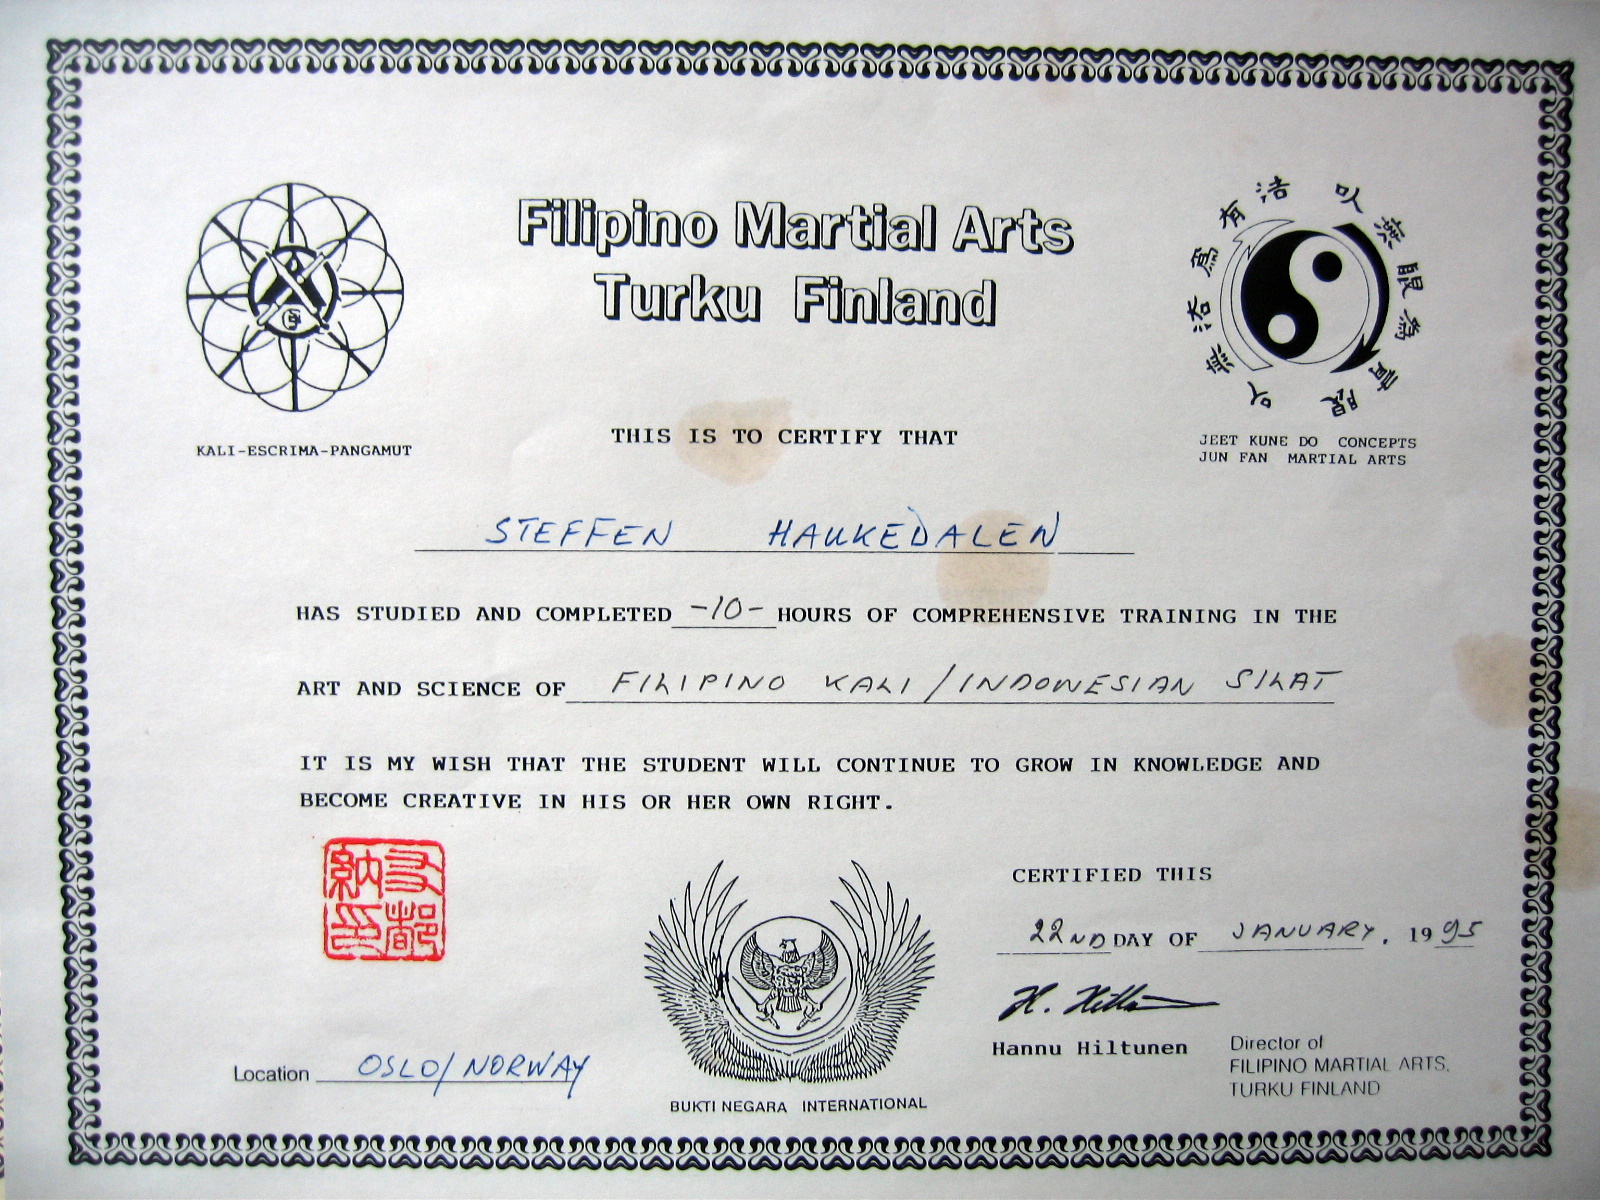 Filipino Martial Arts
Turku Finland
KALI-ESCRIMA-PANGAMUT
JEET KUNE DO CONCEPTS
JUN FAN MARTIAL ARTS
THIS IS TO CERTIFY THAT
STEFFEN HAUKEDALEN
HAS STUDIED AND COMPLETED -10- HOURS OF COMPREHENSIVE TRAINING IN THE
ART AND SCIENCE OF FILIPINO KALI/INDONESIAN SILAT
IT IS MY WISH THAT THE STUDENT WILL CONTINUE TO GROW IN KNOWLEDGE AND
BECOME CREATIVE IN HIS OR HER OWN RIGHT.
CERTIFIED THIS
22ND DAY OF JANUARY, 1995
H. Hiltunen
Hannu Hiltunen
Director of
FILIPINO MARTIAL ARTS,
TURKU FINLAND
Location OSLO/NORWAY
BUKTI NEGARA INTERNATIONAL